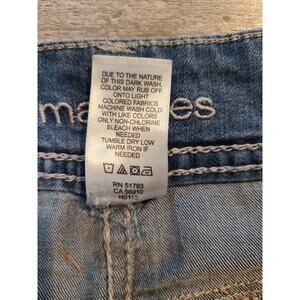 DUE TO THE NATURE
OF THIS DARK WASH,
COLOR MAY RUB OFF
ONTO LIGHT
COLORED FABRICS
MACHINE WASH COLD
WITH LIKE COLORS
ONLY NON-CHLORINE
BLEACH WHEN
NEEDED
TUMBLE DRY LOW
WARM IRON IF
NEEDED
RN 51783
CA 56910